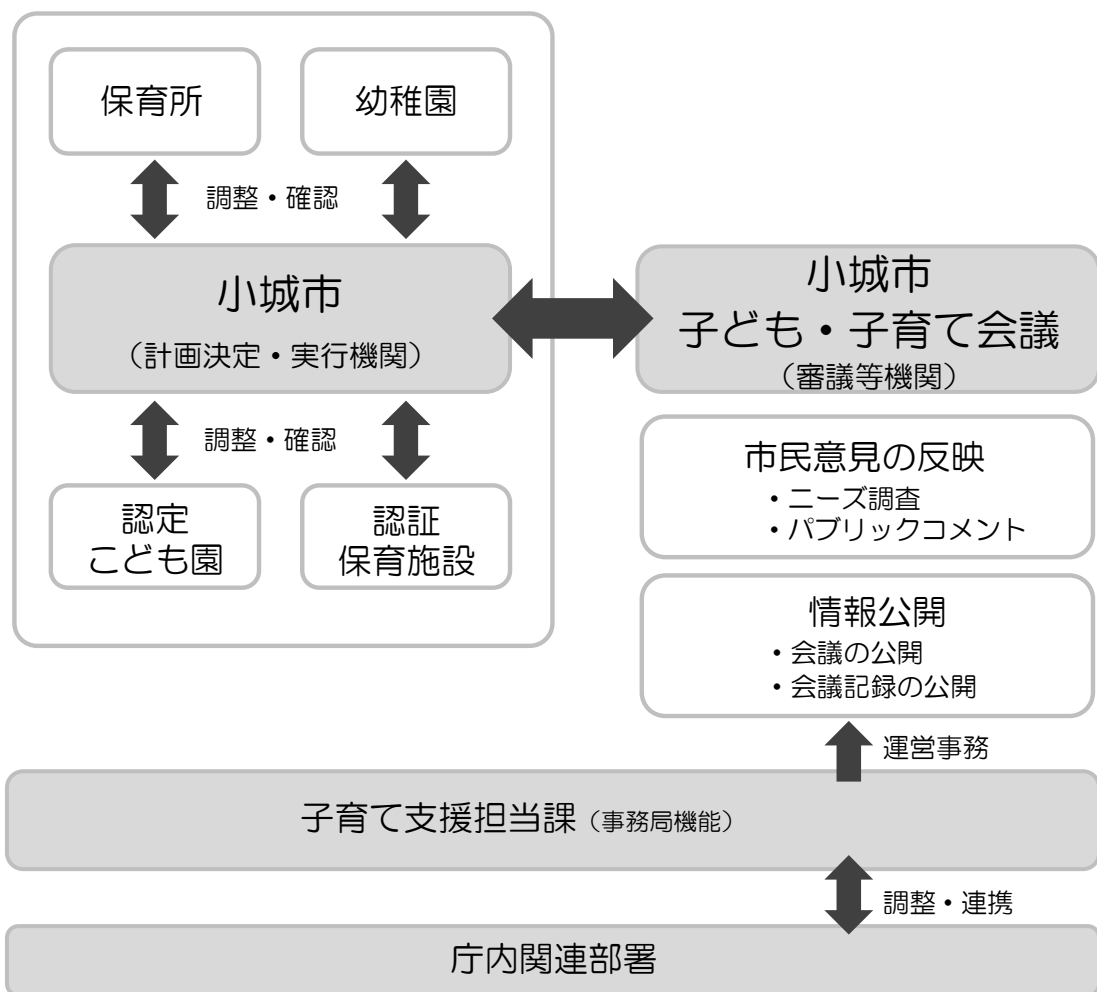 保育所
幼稚園
調整・確認
小城市
（計画決定・実行機関）
調整・確認
認定
こども園
認証
保育施設
小城市
子ども・子育て会議
（審議等機関）
市民意見の反映
・ニーズ調査
・パブリックコメント
情報公開
・会議の公開
・会議記録の公開
運営事務
子育て支援担当課（事務局機能）
調整・連携
庁内関連部署